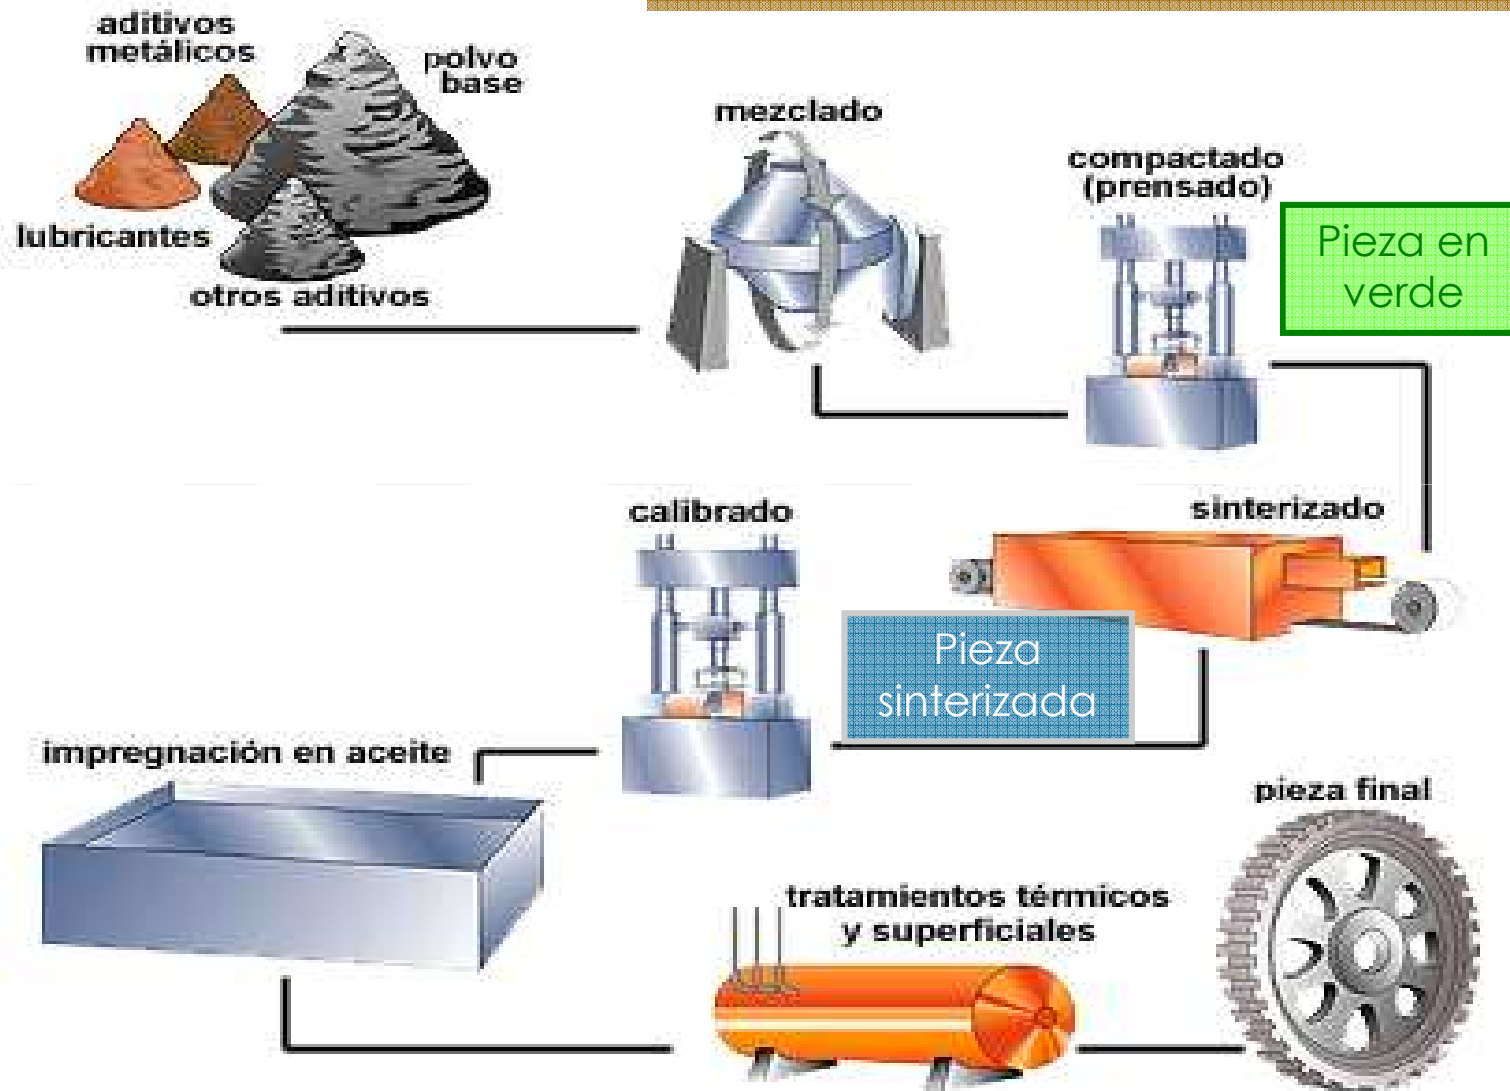 aditivos
metálicos
polvo
base
lubricantes
otros aditivos
mezclado
compactado
(prensado)
Pieza en
verde
sinterizado
Pieza
sinterizada
calibrado
impregnación en aceite
tratamientos térmicos
y superficiales
pieza final